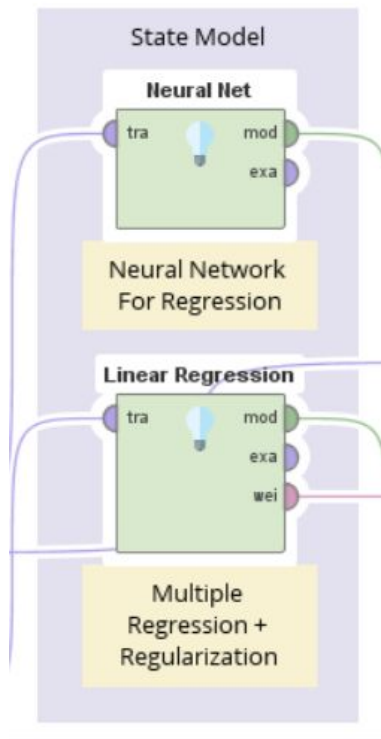 State Model
Neural Net
tra mod
exa
Neural Network
For Regression
Linear Regression
tra mod
exa
wei
Multiple
Regression +
Regularization